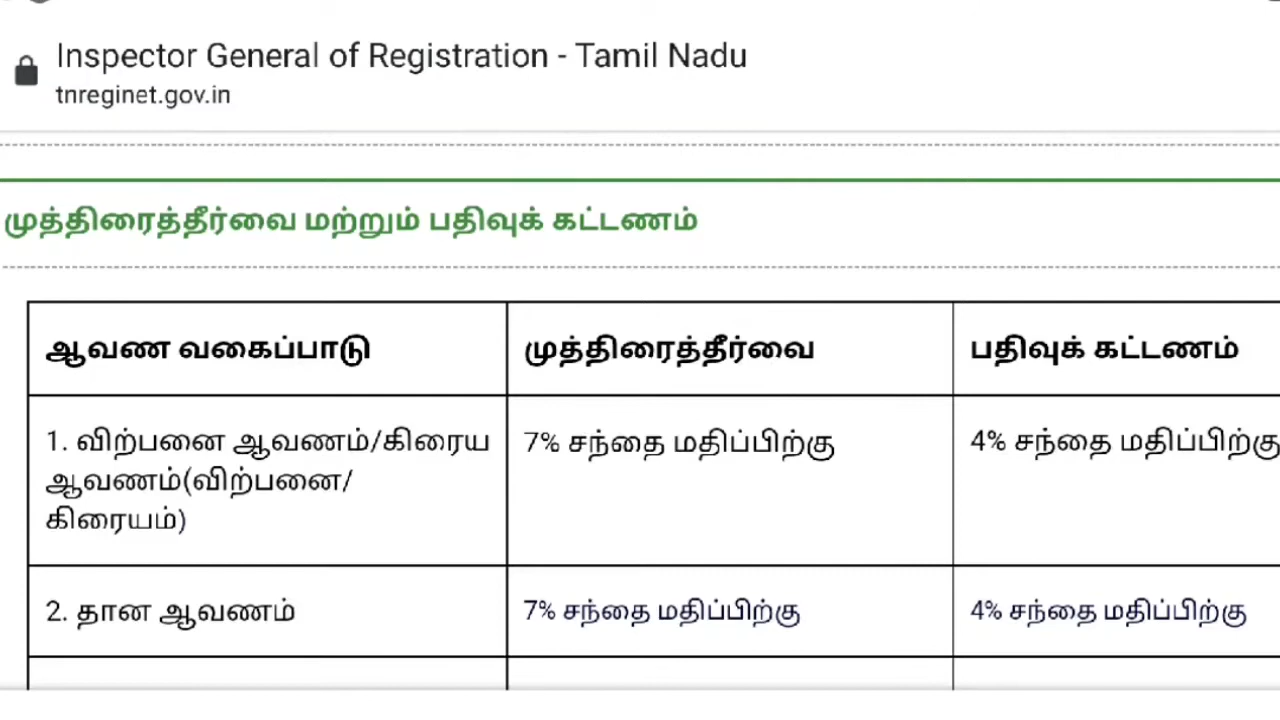 Inspector General of Registration - Tamil Nadu
tnreginet.gov.in
முத்திரைத்தீர்வை மற்றும் பதிவுக் கட்டணம்
ஆவண வகைப்பாடு
முத்திரைத்தீர்வை
பதிவுக் கட்டணம்
1. விற்பனை ஆவணம்/கிரைய
ஆவணம்(விற்பனை/
கிரையம்)
7% சந்தை மதிப்பிற்கு
4% சந்தை மதிப்பிற்கு
2. தான ஆவணம்
7% சந்தை மதிப்பிற்கு
4% சந்தை மதிப்பிற்கு